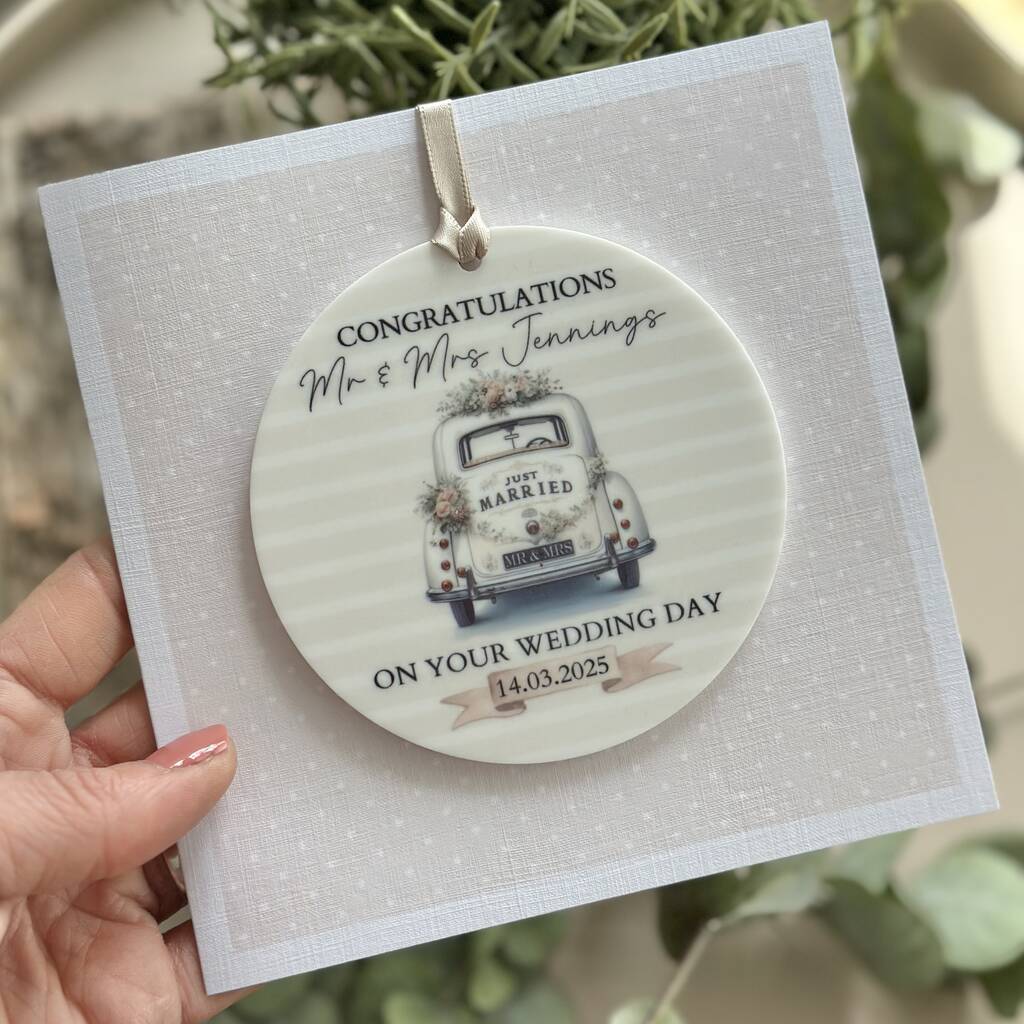 CONGRATULATIONS
Mr & Mrs Jennings
JUST
MARRIED
MR & MRS
ON YOUR WEDDING DAY
14.03.2025